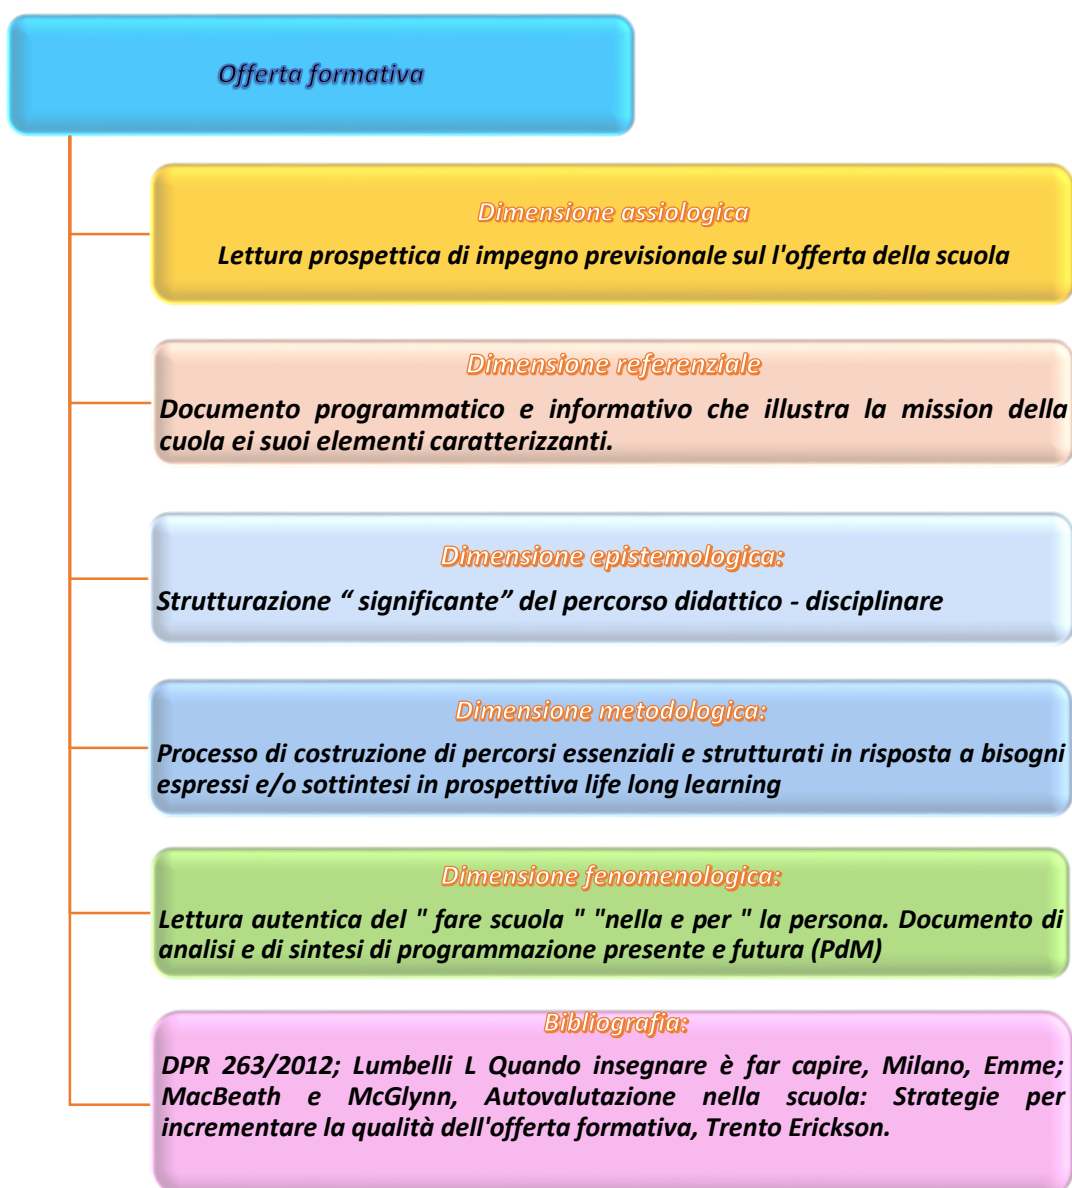 Offerta formativa
Dimensione assiologica
Lettura prospettica di impegno previsionale sul l'offerta della scuola
Dimensione referenziale
Documento programmatico e informativo che illustra la mission della
cuola ei suoi elementi caratterizzanti.
Dimensione epistemologica:
Strutturazione “ significante” del percorso didattico - disciplinare
Dimensione metodologica:
Processo di costruzione di percorsi essenziali e strutturati in risposta a bisogni
espressi e/o sottintesi in prospettiva life long learning
Dimensione fenomenologica:
Lettura autentica del " fare scuola " "nella e per " la persona. Documento di
analisi e di sintesi di programmazione presente e futura (PdM)
Bibliografia:
DPR 263/2012; Lumbelli L Quando insegnare è far capire, Milano, Emme;
MacBeath e McGlynn, Autovalutazione nella scuola: Strategie per
incrementare la qualità dell'offerta formativa, Trento Erickson.